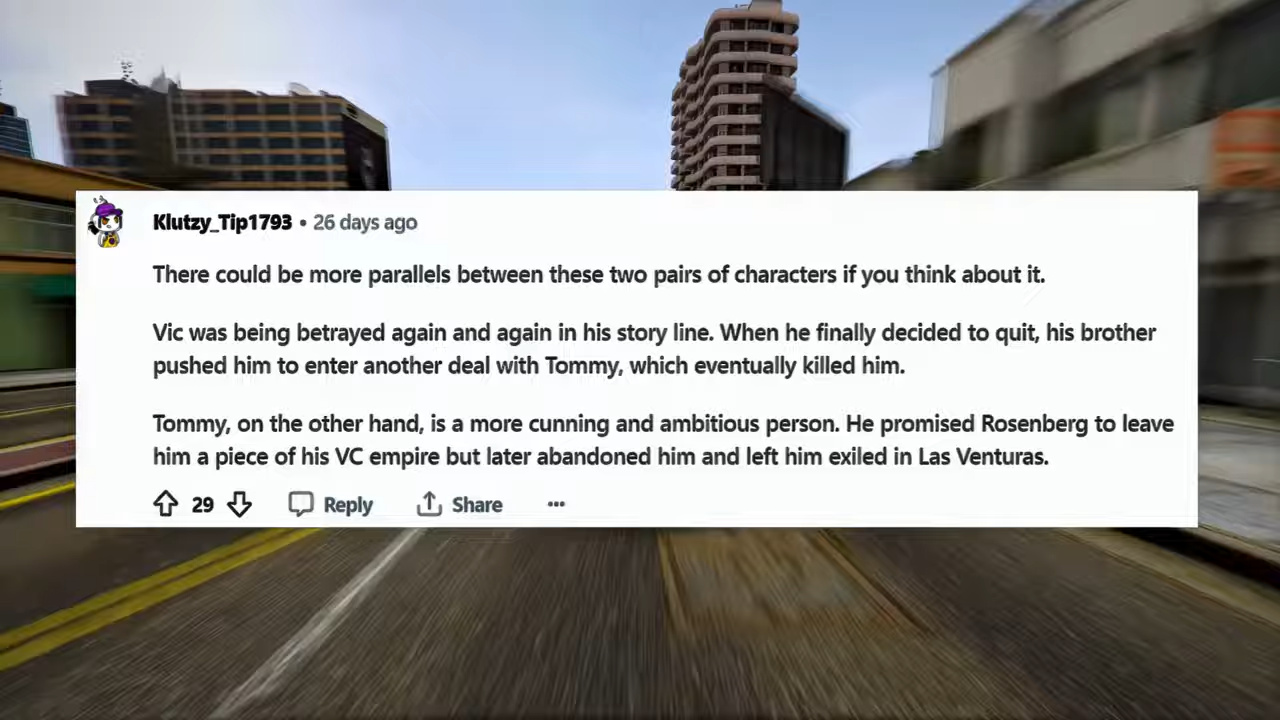 Klutzy_Tip1793 • 26 days ago
There could be more parallels between these two pairs of characters if you think about it.
Vic was being betrayed again and again in his story line. When he finally decided to quit, his brother
pushed him to enter another deal with Tommy, which eventually killed him.
Tommy, on the other hand, is a more cunning and ambitious person. He promised Rosenberg to leave
him a piece of his VC empire but later abandoned him and left him exiled in Las Venturas.
29 Reply Share ···